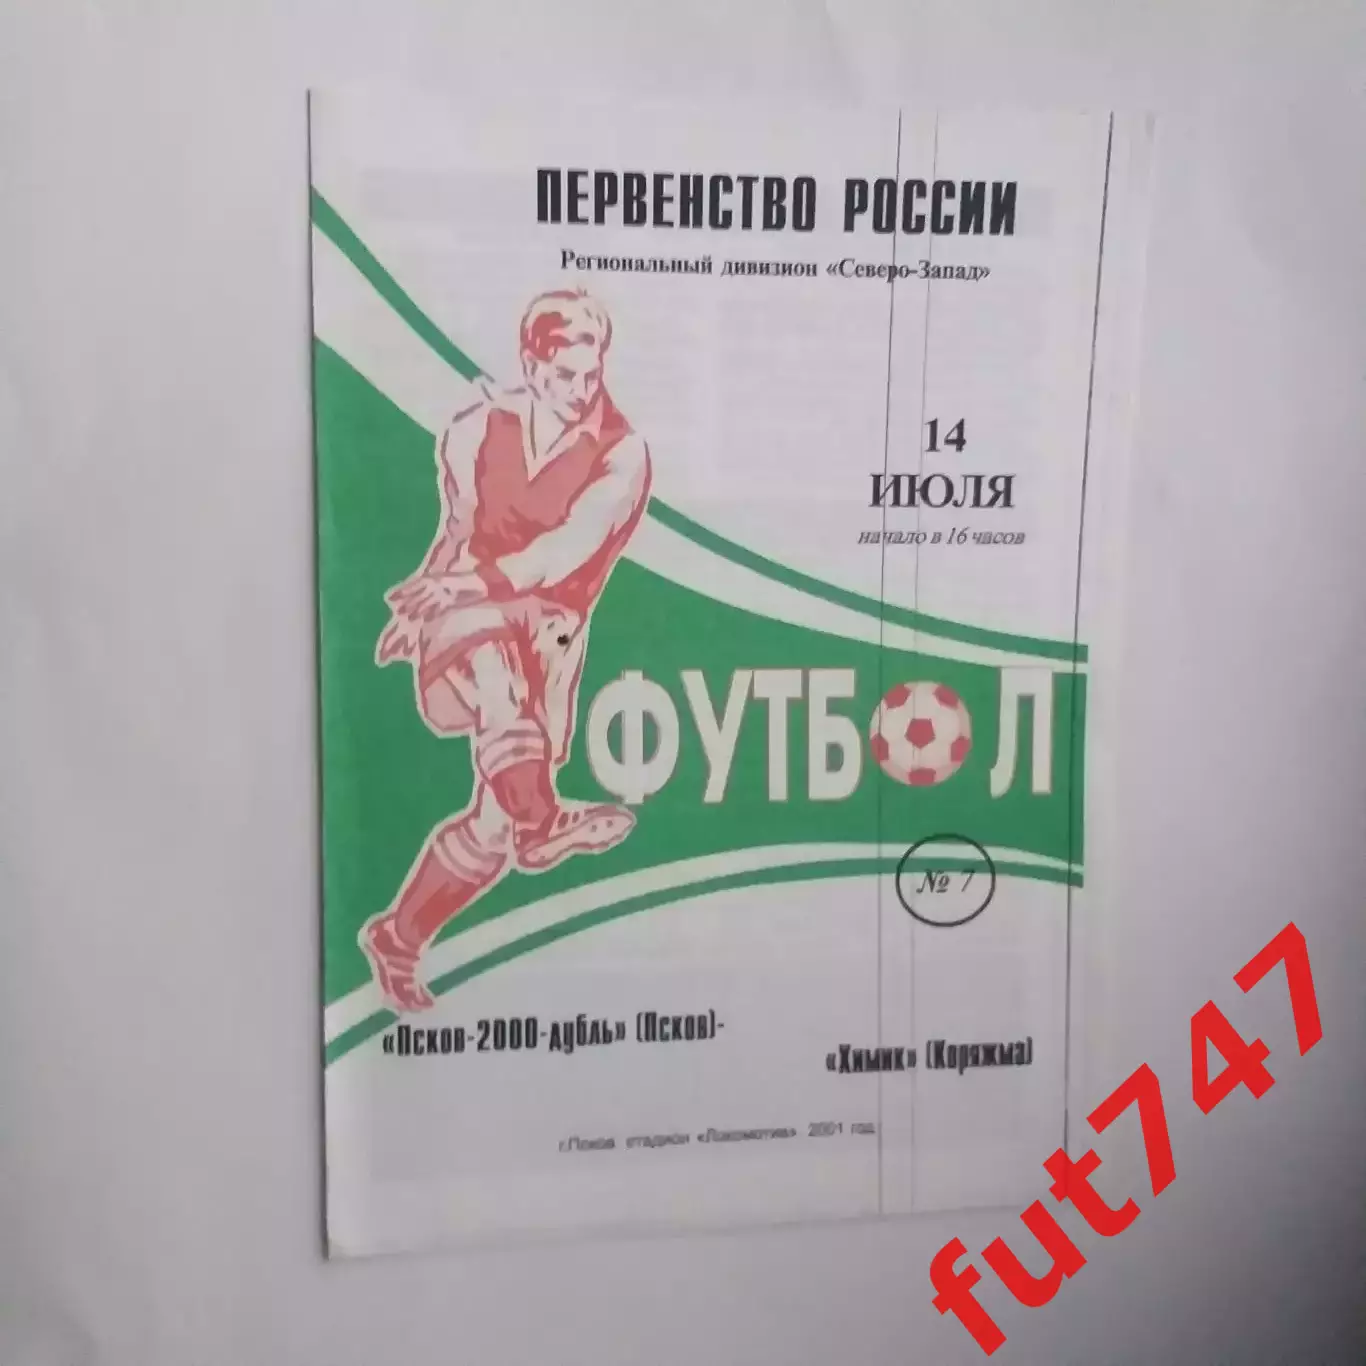 ПЕРВЕНСТВО РОССИИ
Региональный дивизион «Северо-Запад»
14
ИЮЛЯ
начало в 16 часов
ФУТБОЛ
№ 7
«Псков-2000-дубль» (Псков)-
«Химик» (Коряжма)
г.Псков стадион «Локомотив» 2001 год
fut747